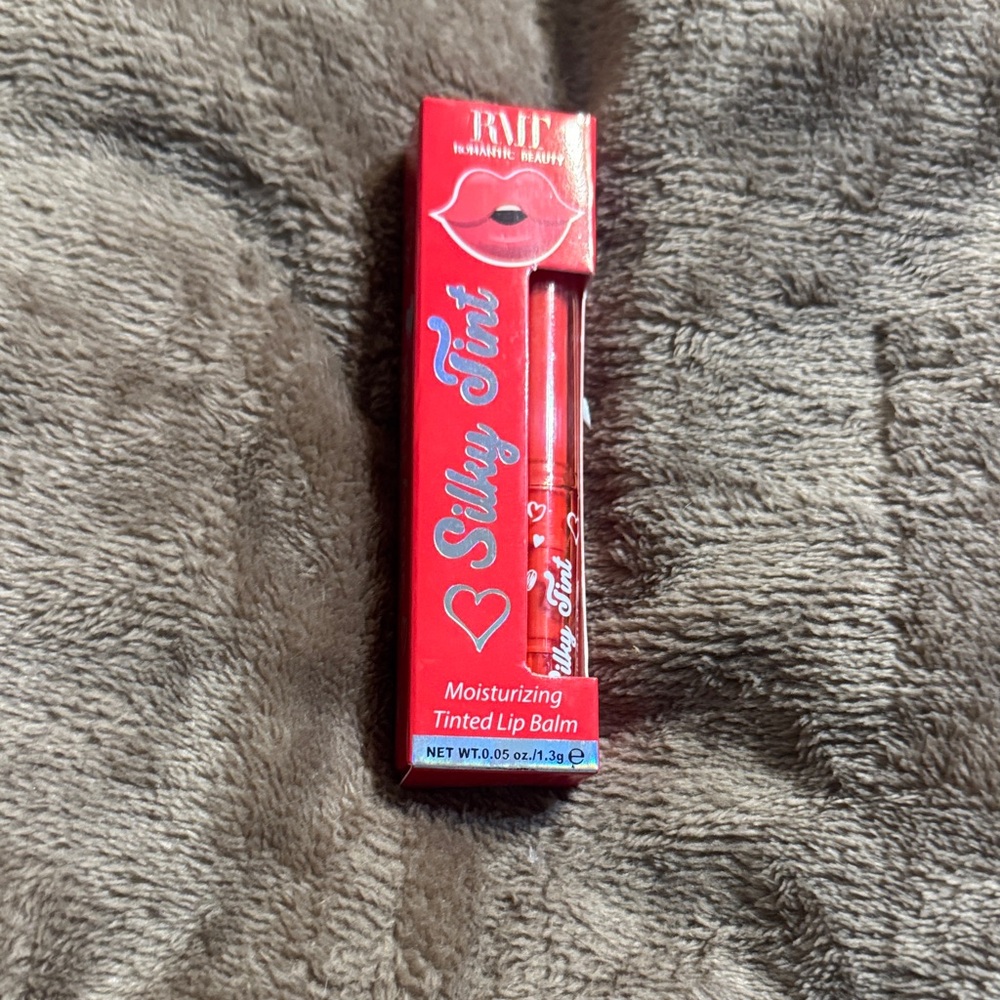 RMT
ROMANTIC BEAUTY
Silky Tint
Silky Tint
Moisturizing
Tinted Lip Balm
NET WT.0.05 oz./1.3g ℮